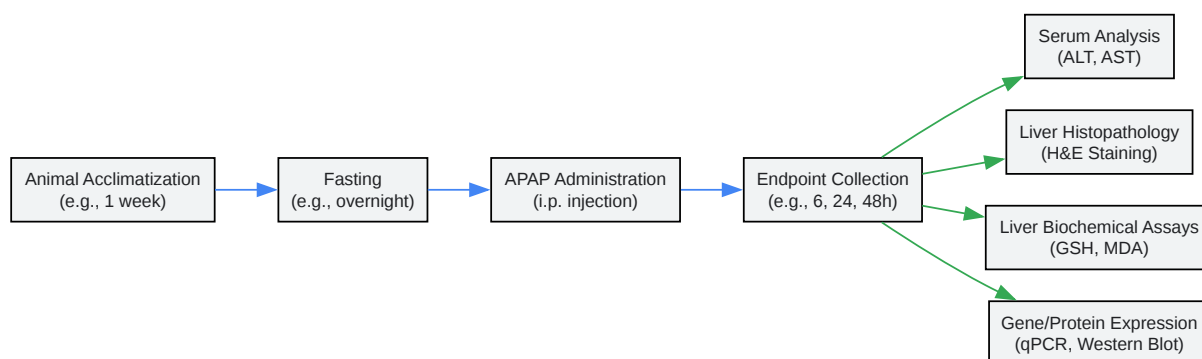 Animal Acclimatization
(e.g., 1 week)
Fasting
(e.g., overnight)
APAP Administration
(i.p. injection)
Endpoint Collection
(e.g., 6, 24, 48h)
Serum Analysis
(ALT, AST)
Liver Histopathology
(H&E Staining)
Liver Biochemical Assays
(GSH, MDA)
Gene/Protein Expression
(qPCR, Western Blot)